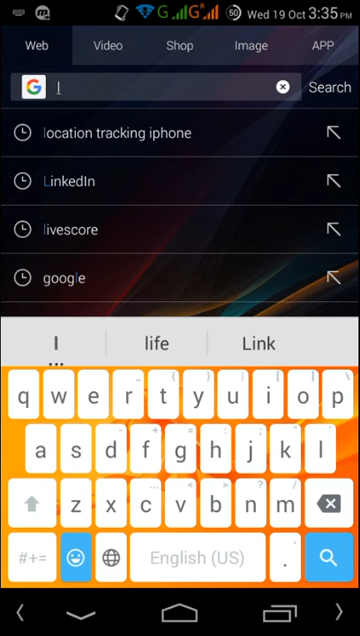 G G H 50 Wed 19 Oct 3:35 PM
Web Video Shop Image APP
G l Search
location tracking iphone
LinkedIn
livescore
google
l life Link
...
_ { } | [ ] \
q w e r t y u i o p
- + = : ; * '
a s d f g h j k l
... < > ? /
z x c v b n m
#+= English (US) .